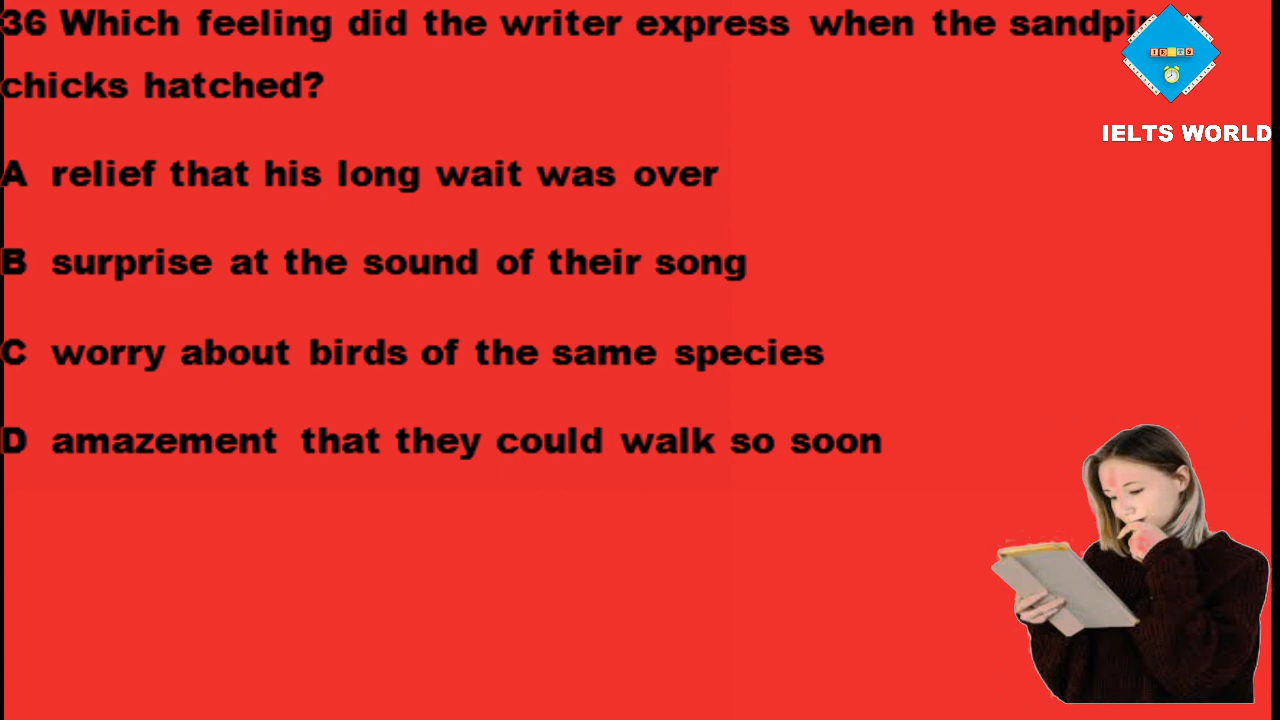 36 Which feeling did the writer express when the
chicks hatched?
A relief that his long wait was over
B surprise at the sound of their song
C worry about birds of the same species
D amazement that they could walk so soon
IELTS
IELTS WORLD